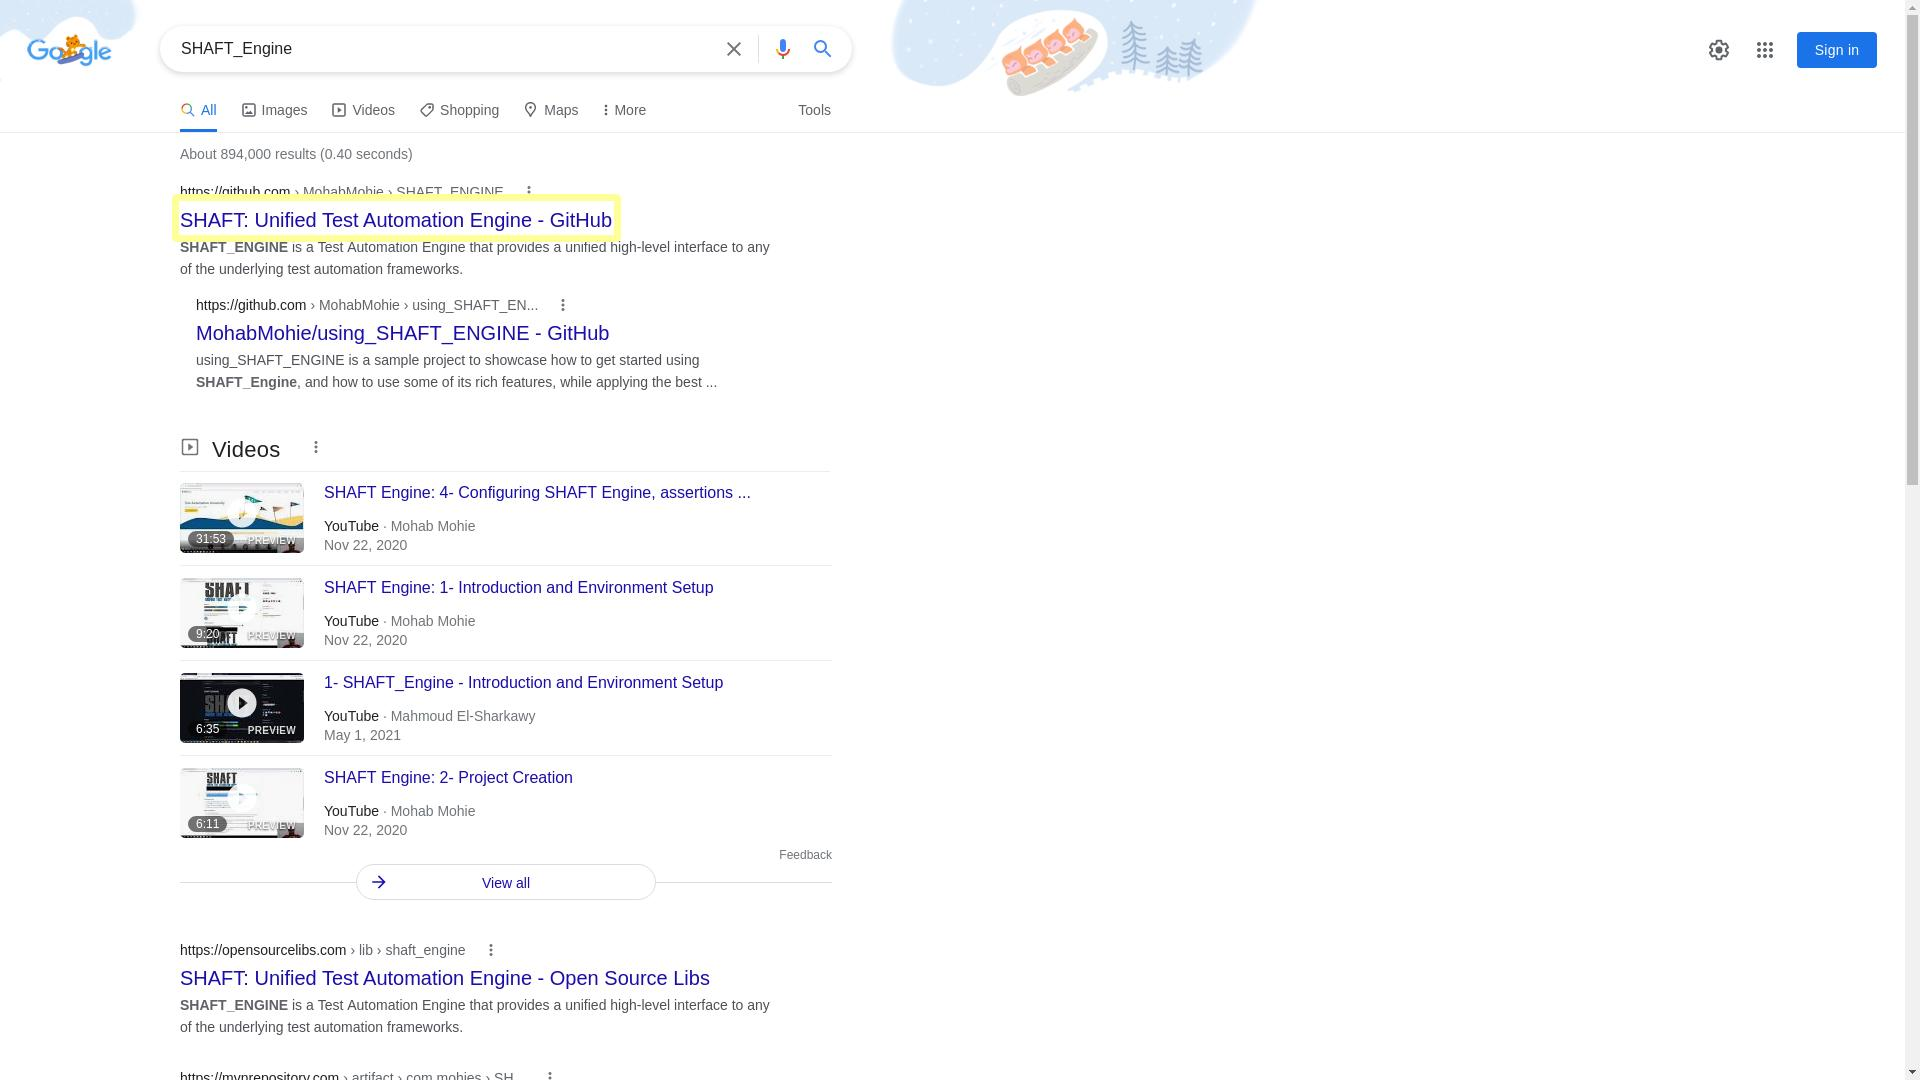 Google
SHAFT_Engine
Sign in
All
Images
Videos
Shopping
Maps
More
Tools
About 894,000 results (0.40 seconds)
https://github.com › MohabMohie › SHAFT_ENGINE
SHAFT: Unified Test Automation Engine - GitHub
SHAFT_ENGINE is a Test Automation Engine that provides a unified high-level interface to any
of the underlying test automation frameworks.
https://github.com › MohabMohie › using_SHAFT_EN...
MohabMohie/using_SHAFT_ENGINE - GitHub
using_SHAFT_ENGINE is a sample project to showcase how to get started using
SHAFT_Engine, and how to use some of its rich features, while applying the best ...
Videos
SHAFT Engine: 4- Configuring SHAFT Engine, assertions ...
YouTube · Mohab Mohie
31:53 PREVIEW
Nov 22, 2020
SHAFT
SHAFT Engine: 1- Introduction and Environment Setup
YouTube · Mohab Mohie
9:20 PREVIEW
Nov 22, 2020
1- SHAFT_Engine - Introduction and Environment Setup
YouTube · Mahmoud El-Sharkawy
6:35 PREVIEW
May 1, 2021
SHAFT
SHAFT Engine: 2- Project Creation
YouTube · Mohab Mohie
6:11 PREVIEW
Nov 22, 2020
Feedback
View all
https://opensourcelibs.com › lib › shaft_engine
SHAFT: Unified Test Automation Engine - Open Source Libs
SHAFT_ENGINE is a Test Automation Engine that provides a unified high-level interface to any
of the underlying test automation frameworks.
https://mvnrepository.com › artifact › com.mohies › SH...